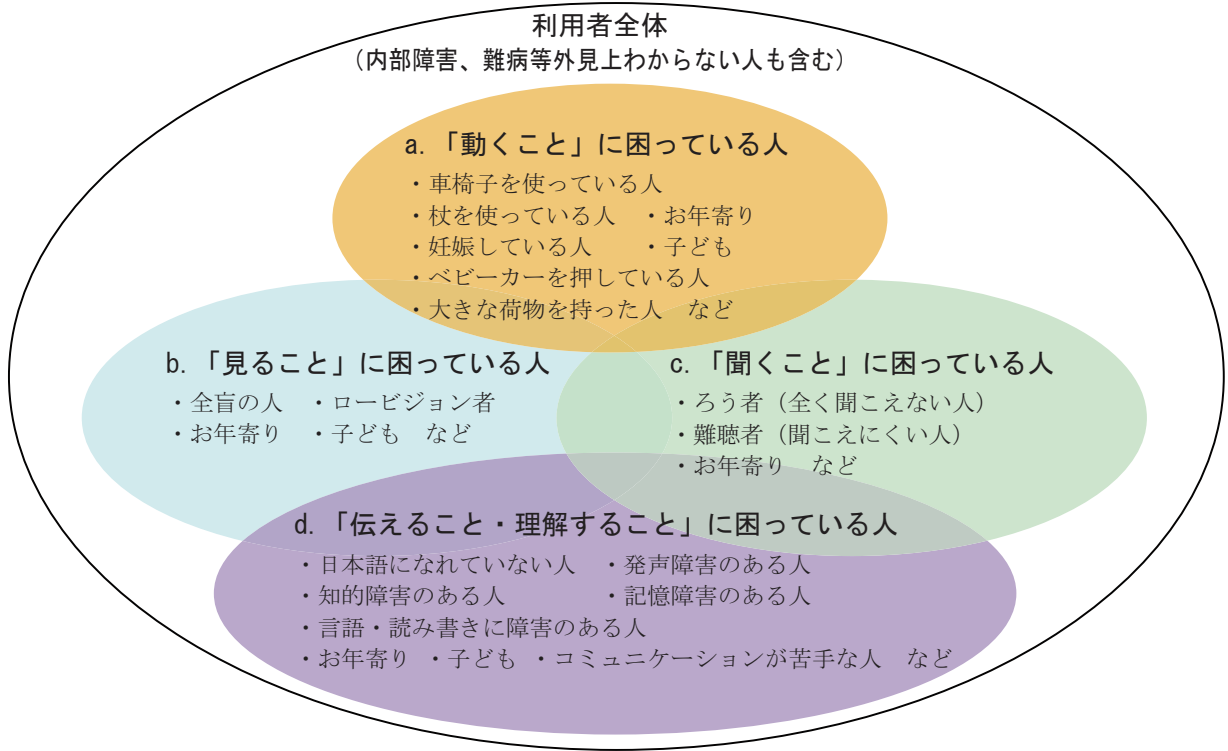 利用者全体
(内部障害、難病等外見上わからない人も含む)
a. 「動くこと」に困っている人
・車椅子を使っている人
・杖を使っている人　・お年寄り
・妊娠している人　・子ども
・ベビーカーを押している人
・大きな荷物を持った人　など
b. 「見ること」に困っている人
・全盲の人　・ロービジョン者
・お年寄り　・子ども　など
c. 「聞くこと」に困っている人
・ろう者（全く聞こえない人）
・難聴者（聞こえにくい人）
・お年寄り　など
d. 「伝えること・理解すること」に困っている人
・日本語になれていない人　・発声障害のある人
・知的障害のある人　・記憶障害のある人
・言語・読み書きに障害のある人
・お年寄り　・子ども　・コミュニケーションが苦手な人　など